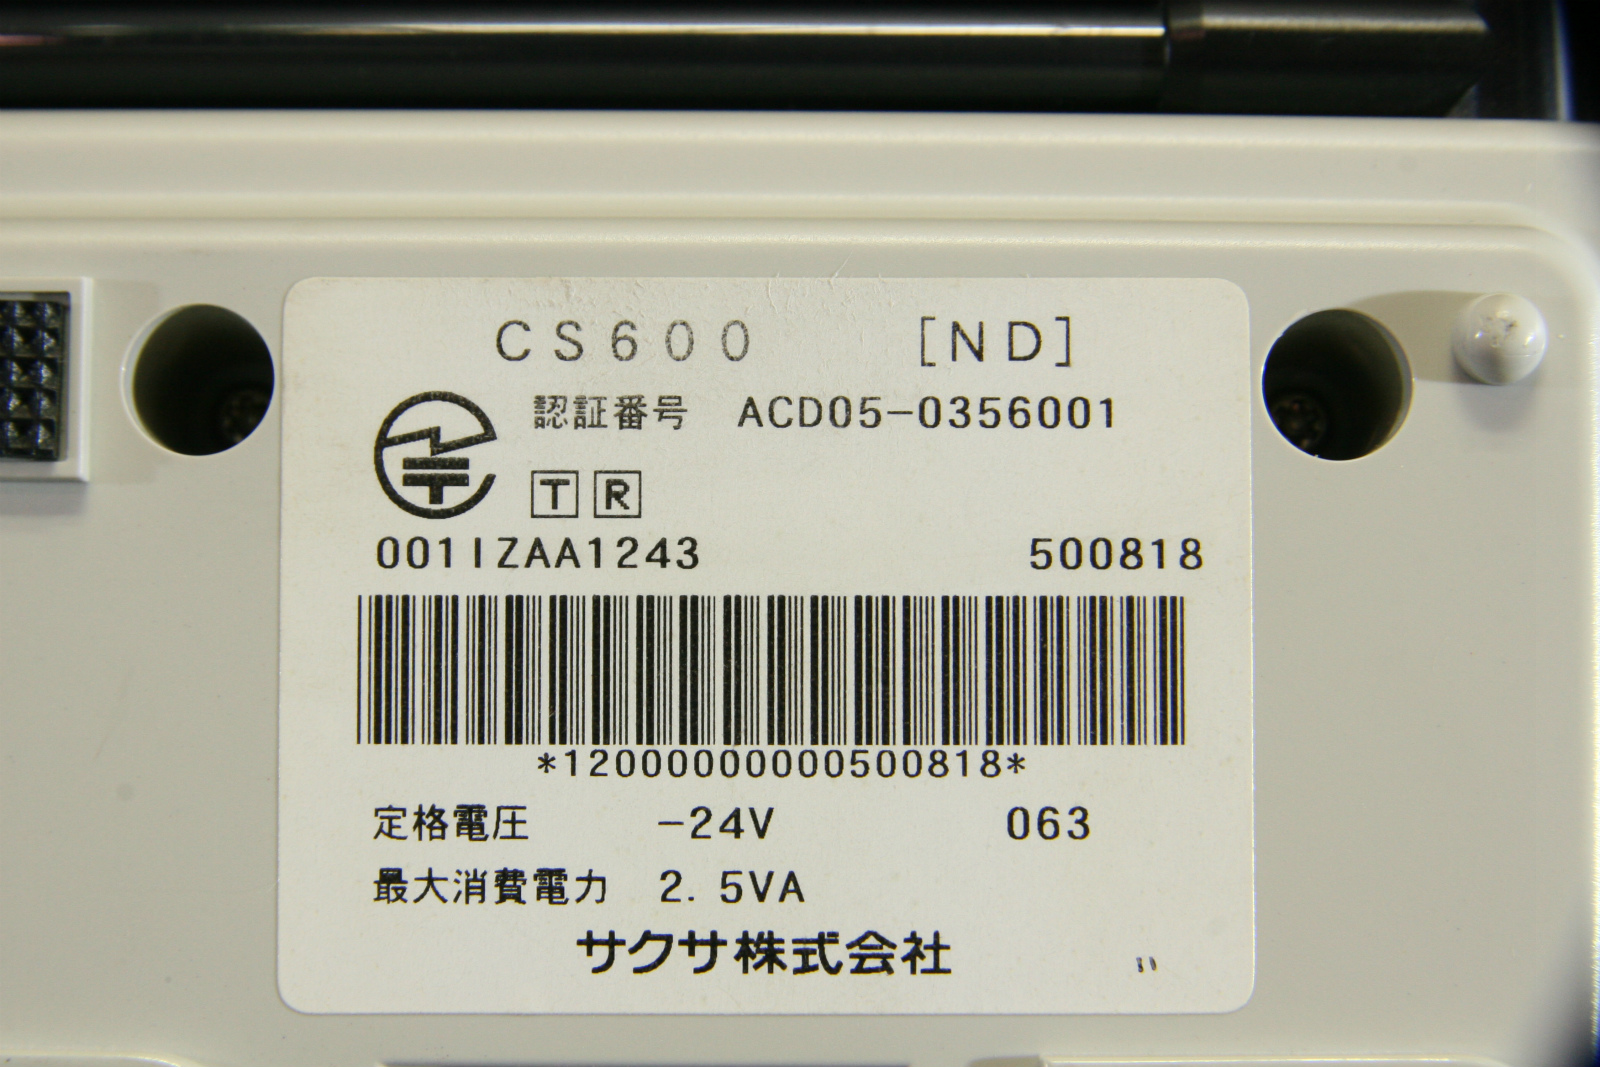 CS600 [ND]
認証番号 ACD05-0356001
T R
001IZAA1243 500818
*12000000000500818*
定格電圧 -24V 063
最大消費電力 2.5VA
サクサ株式会社